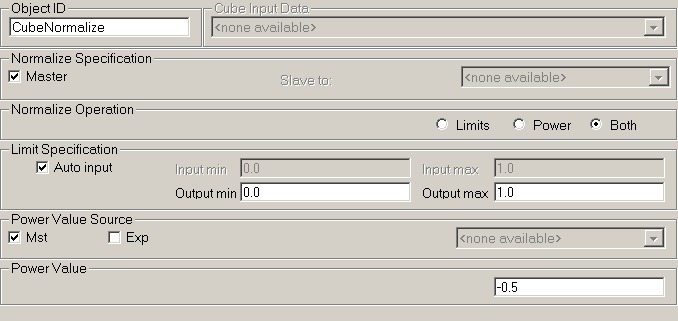 Object ID Cube Input Data
CubeNormalize <none available>
Normalize Specification
Master Slave to: <none available>
Normalize Operation
Limits Power Both
Limit Specification
Auto input Input min 0.0 Input max 1.0
Output min 0.0 Output max 1.0
Power Value Source
Mst Exp <none available>
Power Value
-0.5